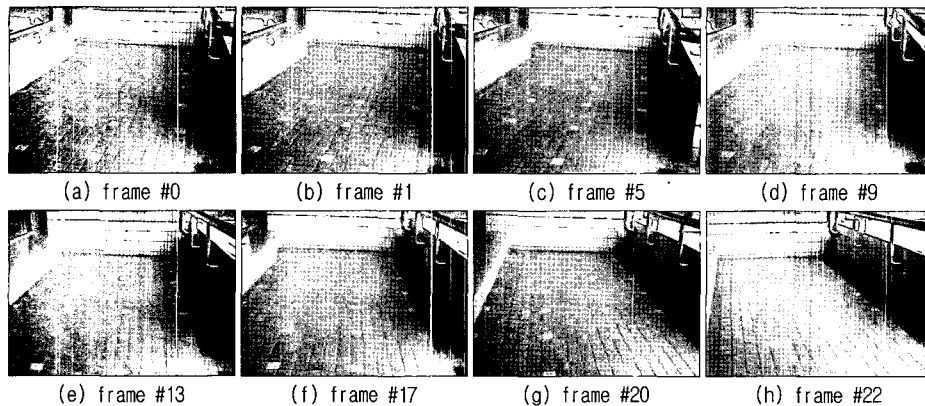 (a) frame #0 (b) frame #1 (c) frame #5 (d) frame #9
(e) frame #13 (f) frame #17 (g) frame #20 (h) frame #22